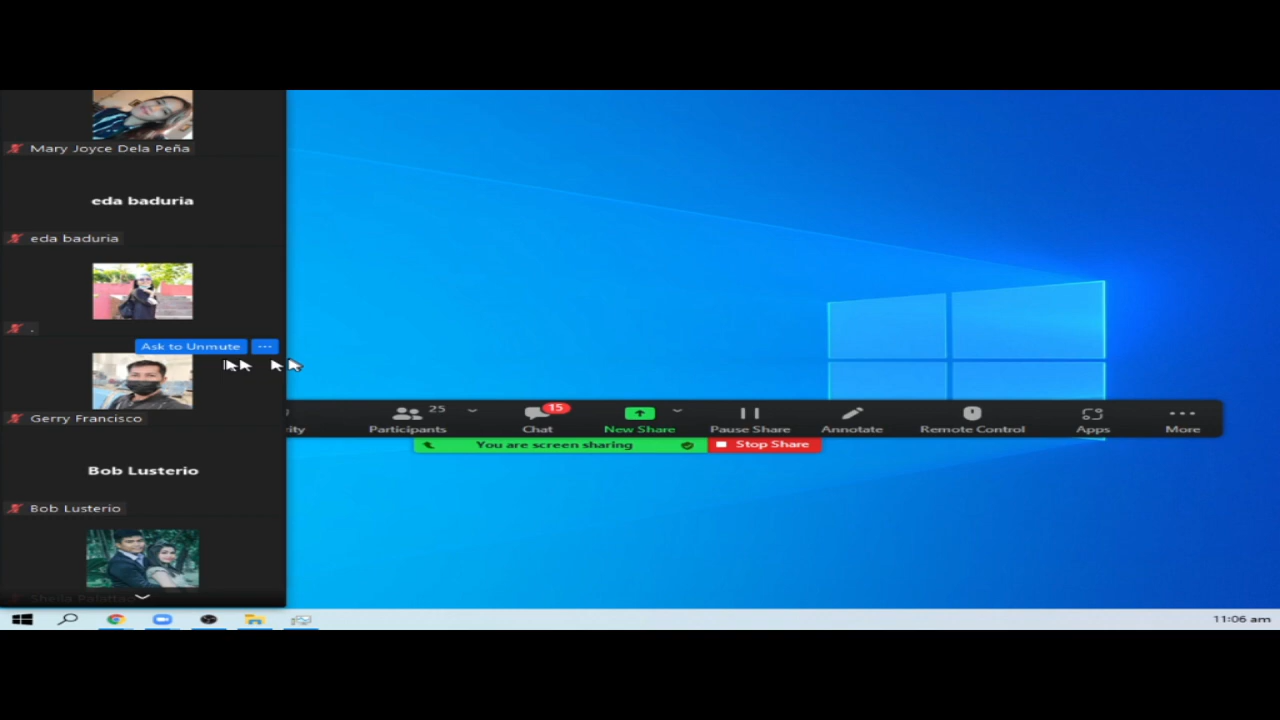 Mary Joyce Dela Peña
eda baduria
eda baduria
.
Ask to Unmute ...
Gerry Francisco
Bob Lusterio
Bob Lusterio
Sheila
rity
Participants 25
Chat 15
New Share
Pause Share
Annotate
Remote Control
Apps
More
You are screen sharing
Stop Share
11:06 am